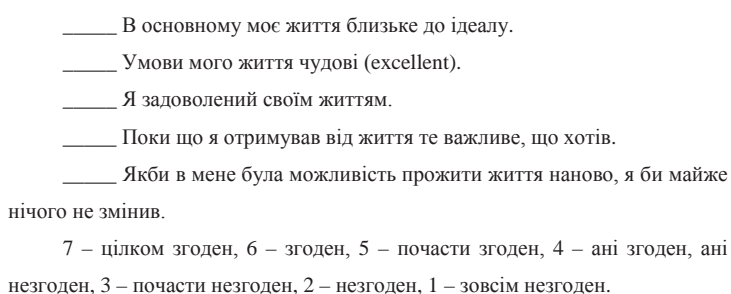 _____ В основному моє життя близьке до ідеалу.
_____ Умови мого життя чудові (excellent).
_____ Я задоволений своїм життям.
_____ Поки що я отримував від життя те важливе, що хотів.
_____ Якби в мене була можливість прожити життя наново, я би майже
нічого не змінив.
7 – цілком згоден, 6 – згоден, 5 – почасти згоден, 4 – ані згоден, ані
незгоден, 3 – почасти незгоден, 2 – незгоден, 1 – зовсім незгоден.